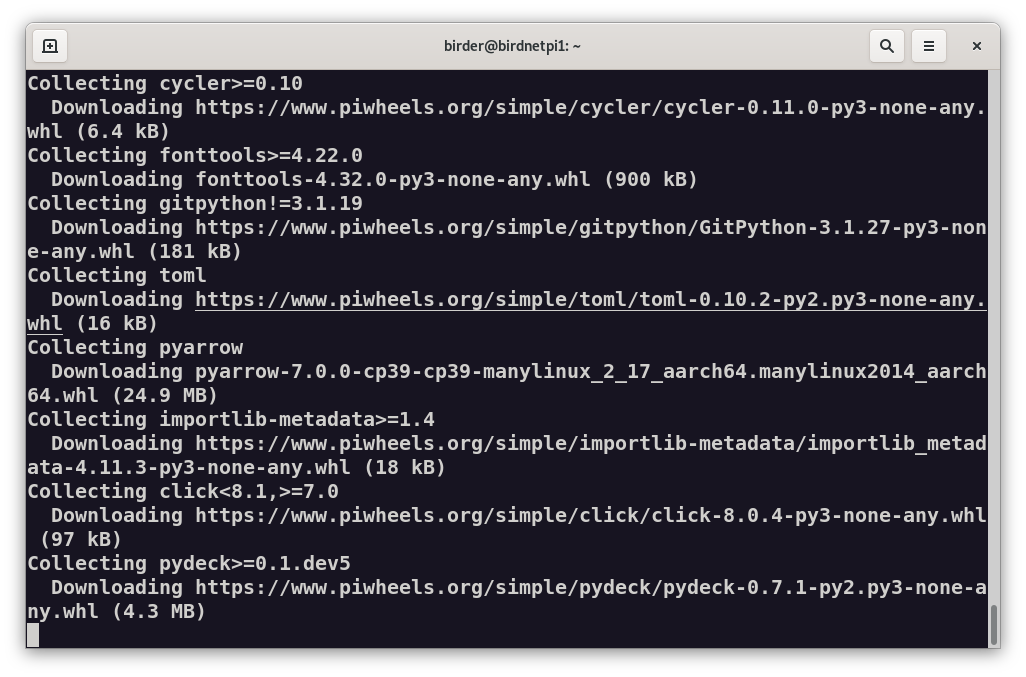 birder@birdnetpi1: ~
Collecting cycler>=0.10
  Downloading https://www.piwheels.org/simple/cycler/cycler-0.11.0-py3-none-any.
whl (6.4 kB)
Collecting fonttools>=4.22.0
  Downloading fonttools-4.32.0-py3-none-any.whl (900 kB)
Collecting gitpython!=3.1.19
  Downloading https://www.piwheels.org/simple/gitpython/GitPython-3.1.27-py3-non
e-any.whl (181 kB)
Collecting toml
  Downloading https://www.piwheels.org/simple/toml/toml-0.10.2-py2.py3-none-any.
whl (16 kB)
Collecting pyarrow
  Downloading pyarrow-7.0.0-cp39-cp39-manylinux_2_17_aarch64.manylinux2014_aarch
64.whl (24.9 MB)
Collecting importlib-metadata>=1.4
  Downloading https://www.piwheels.org/simple/importlib-metadata/importlib_metad
ata-4.11.3-py3-none-any.whl (18 kB)
Collecting click<8.1,>=7.0
  Downloading https://www.piwheels.org/simple/click/click-8.0.4-py3-none-any.whl
 (97 kB)
Collecting pydeck>=0.1.dev5
  Downloading https://www.piwheels.org/simple/pydeck/pydeck-0.7.1-py2.py3-none-a
ny.whl (4.3 MB)